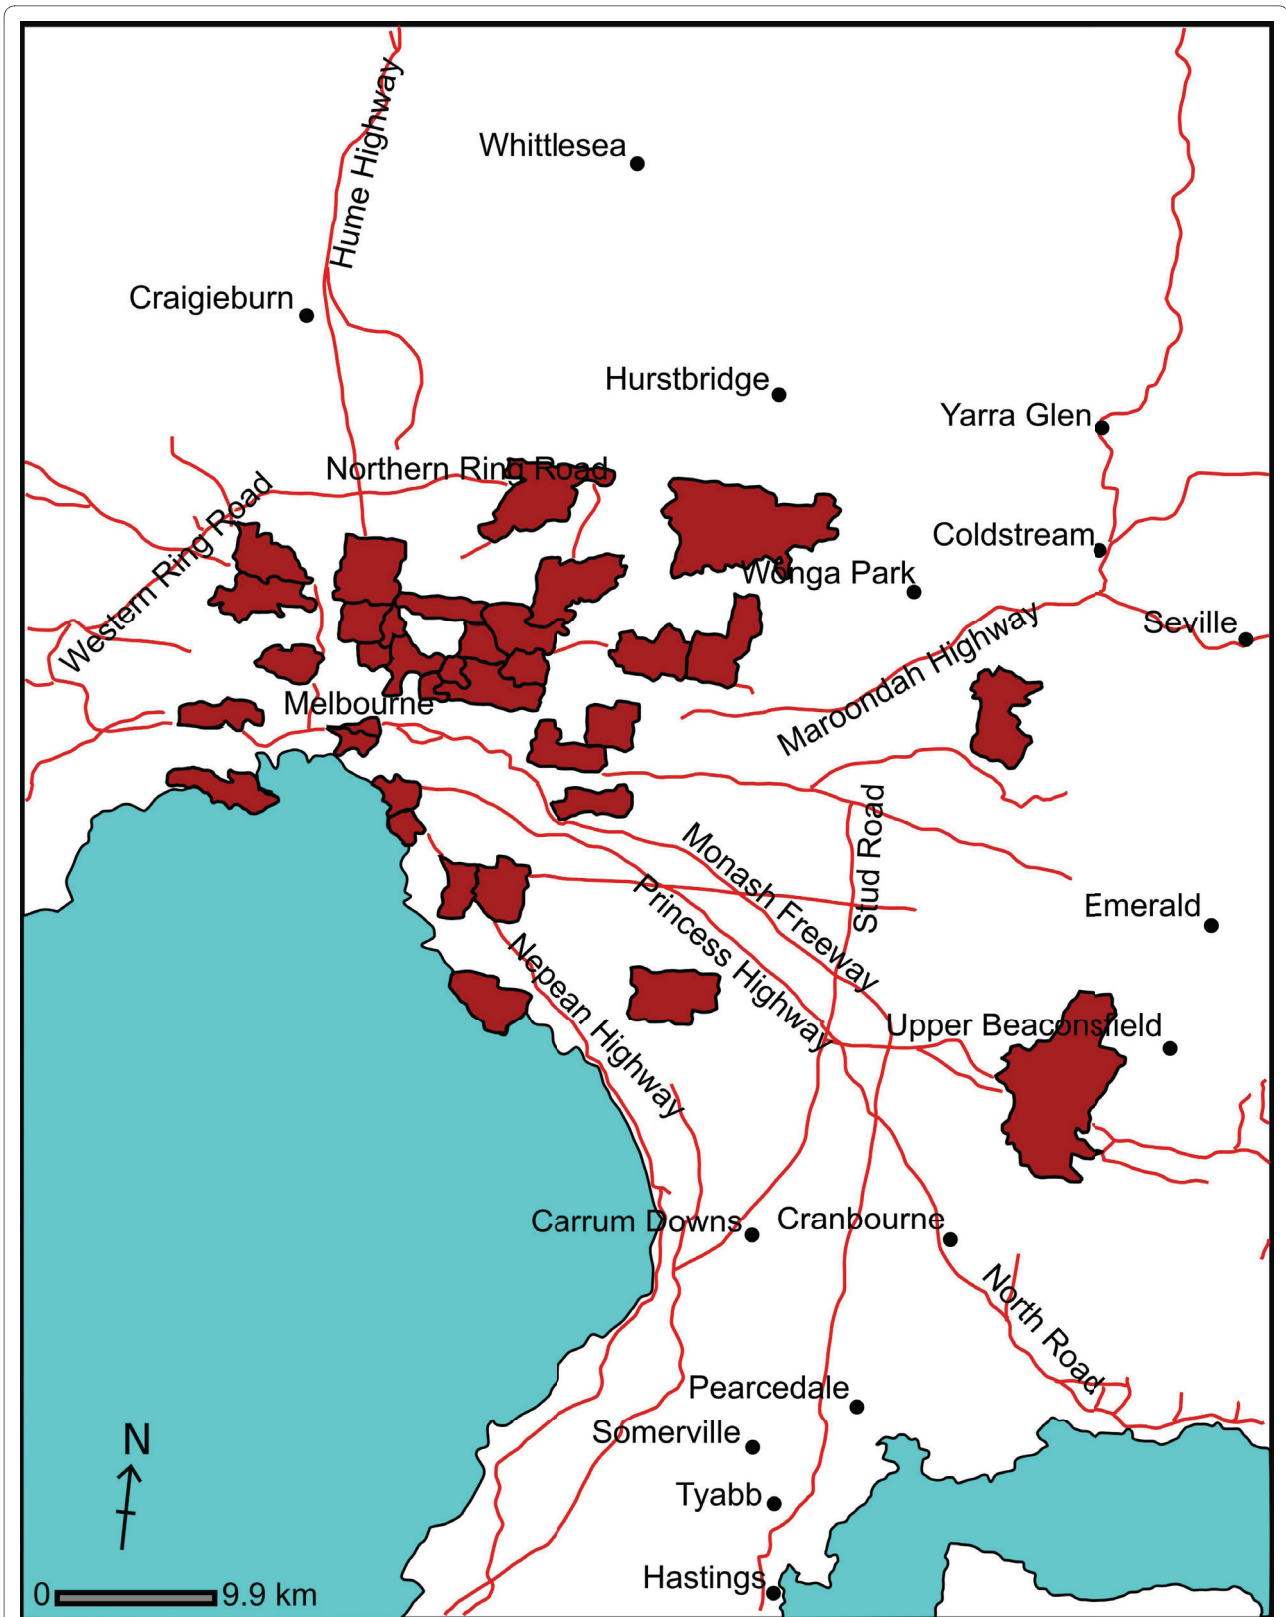 Hume Highway
Whittlesea
Craigieburn
Hurstbridge
Yarra Glen
Northern Ring Road
Western Ring Road
Coldstream
Wonga Park
Seville
Maroondah Highway
Melbourne
Stud Road
Monash Freeway
Princess Highway
Emerald
Nepean Highway
Upper Beaconsfield
Carrum Downs
Cranbourne
North Road
Pearcedale
Somerville
N
Tyabb
Hastings
0 9.9 km